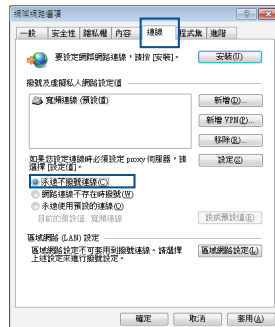 網際網路選項
一般 安全性 隱私權 內容 連線 程式集 進階
要設定網際網路連線，請按 [安裝]。
安裝(U)
撥號及虛擬私人網路設定值
寬頻連線 (預設值)
新增(D)...
新增 VPN(P)...
移除(R)...
如果您設定連線時必須設定 proxy 伺服器，請
選擇 [設定值]。
設定(S)
永遠不撥號連線(C)
網路連線不存在時撥號(W)
永遠使用預設的連線(O)
目前的預設值 寬頻連線
設成預設值(E)
區域網路 (LAN) 設定
區域網路設定不可套用到撥號連線。請選擇
上述設定來進行撥號設定。
區域網路設定(L)
確定 取消 套用(A)